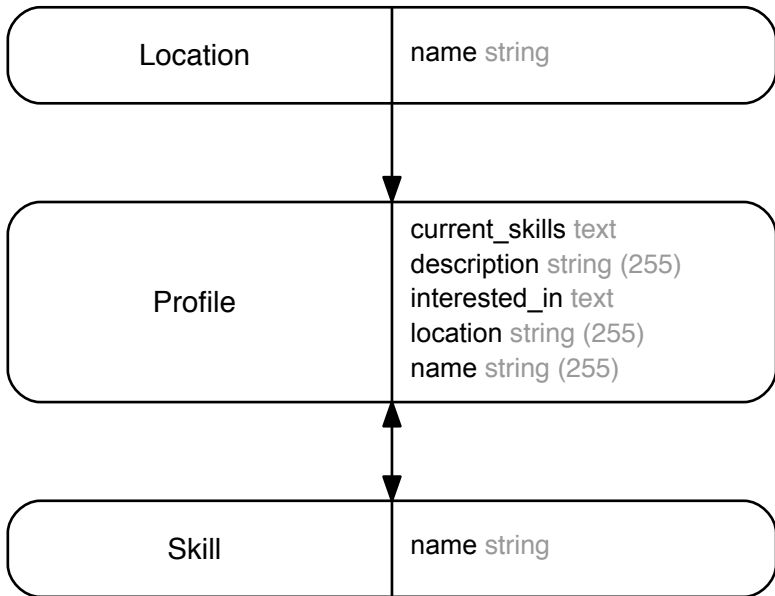 Location
name string
Profile
current_skills text
description string (255)
interested_in text
location string (255)
name string (255)
Skill
name string